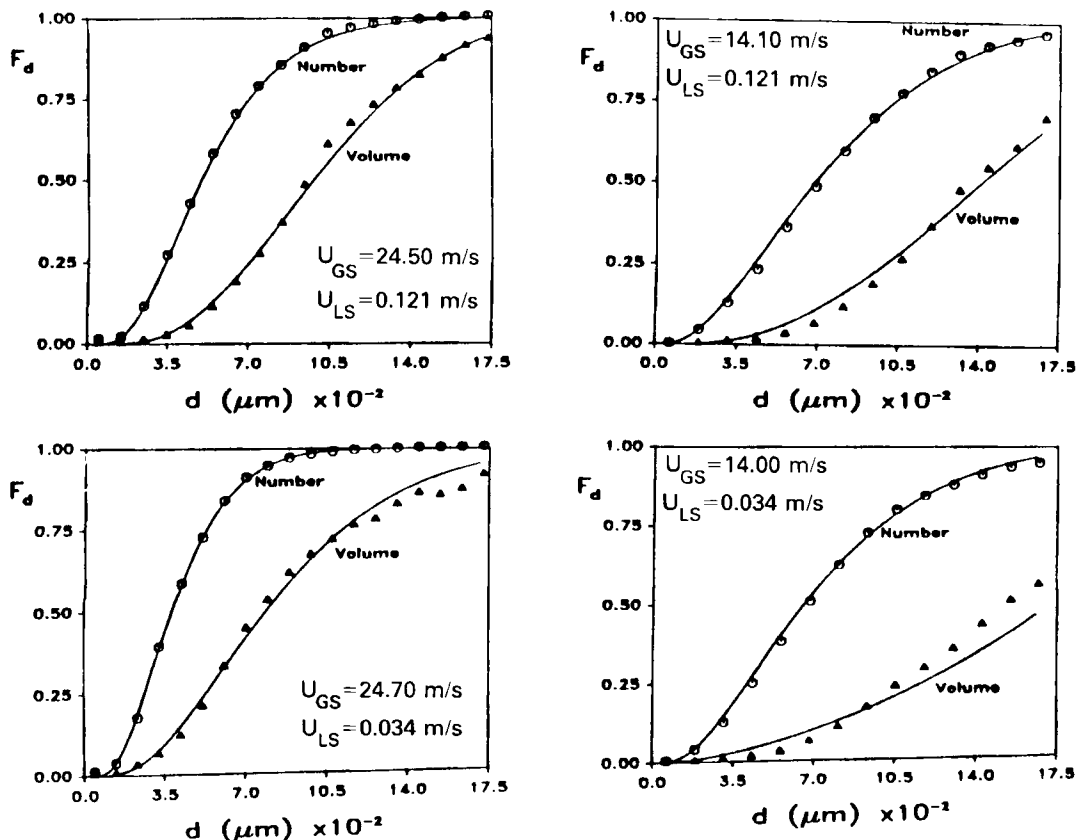 1.00
F_d
0.75
0.50
0.25
0.00
Number
Volume
U_GS=24.50 m/s
U_LS=0.121 m/s
0.0 3.5 7.0 10.5 14.0 17.5
d (μm) x10⁻²
1.00
F_d
0.75
0.50
0.25
0.00
Number
U_GS=14.10 m/s
U_LS=0.121 m/s
Volume
0.0 3.5 7.0 10.5 14.0 17.5
d (μm) x10⁻²
1.00
F_d
0.75
0.50
0.25
0.00
Number
Volume
U_GS=24.70 m/s
U_LS=0.034 m/s
0.0 3.5 7.0 10.5 14.0 17.5
d (μm) x10⁻²
1.00
F_d
0.75
0.50
0.25
0.00
U_GS=14.00 m/s
U_LS=0.034 m/s
Number
Volume
0.0 3.5 7.0 10.5 14.0 17.5
d (μm) x10⁻²